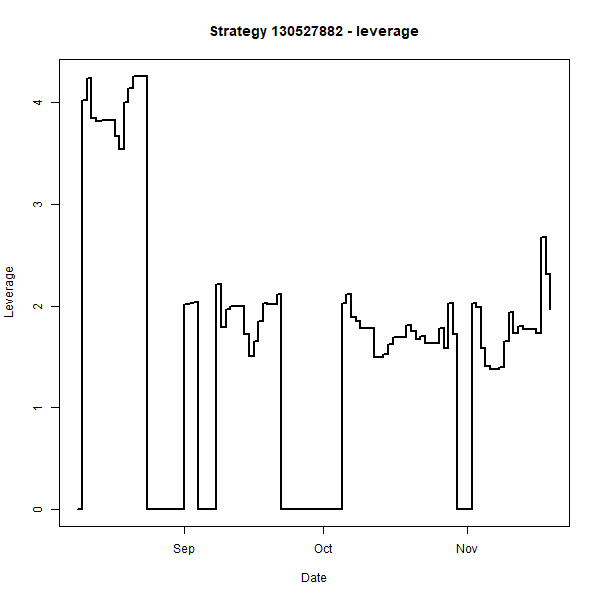 Strategy 130527882 - leverage
Leverage
4
3
2
1
0
Sep
Oct
Nov
Date